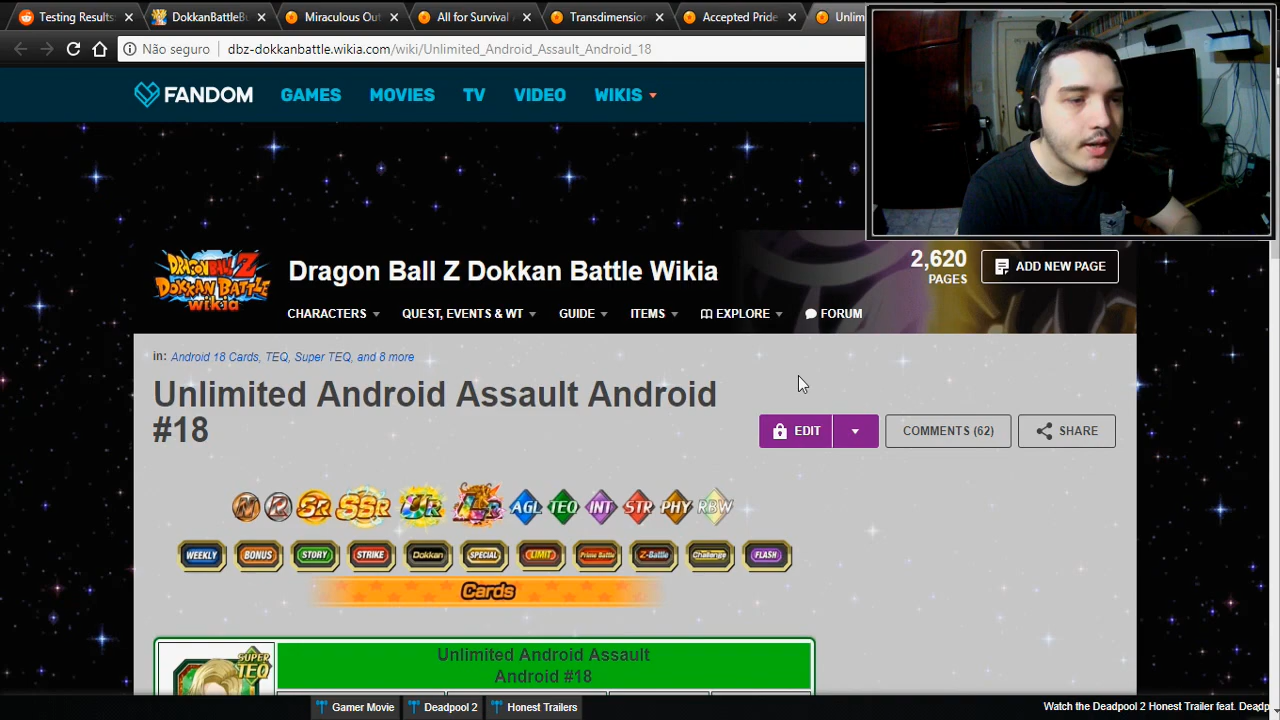 Testing Results:
DokkanBattleB
Miraculous Out
All for Survival
Transdimension
Accepted Pride
Unlim
Não seguro
dbz-dokkanbattle.wikia.com/wiki/Unlimited_Android_Assault_Android_18
FANDOM GAMES MOVIES TV VIDEO WIKIS
DRAGON BALL Z
DOKKAN BATTLE
wikia
Dragon Ball Z Dokkan Battle Wikia
2,620
PAGES
ADD NEW PAGE
CHARACTERS QUEST, EVENTS & WT GUIDE ITEMS EXPLORE FORUM
in: Android 18 Cards, TEQ, Super TEQ, and 8 more
Unlimited Android Assault Android
#18
EDIT COMMENTS (62) SHARE
N R SR SSR UR LR AGL TEQ INT STR PHY RBW
WEEKLY BONUS STORY STRIKE Dokkan SPECIAL LIMIT Prime Battle Z-Battle Challenge FLASH
Cards
SUPER
TEQ
Unlimited Android Assault
Android #18
Gamer Movie Deadpool 2 Honest Trailers
Watch the Deadpool 2 Honest Trailer feat. Deadp